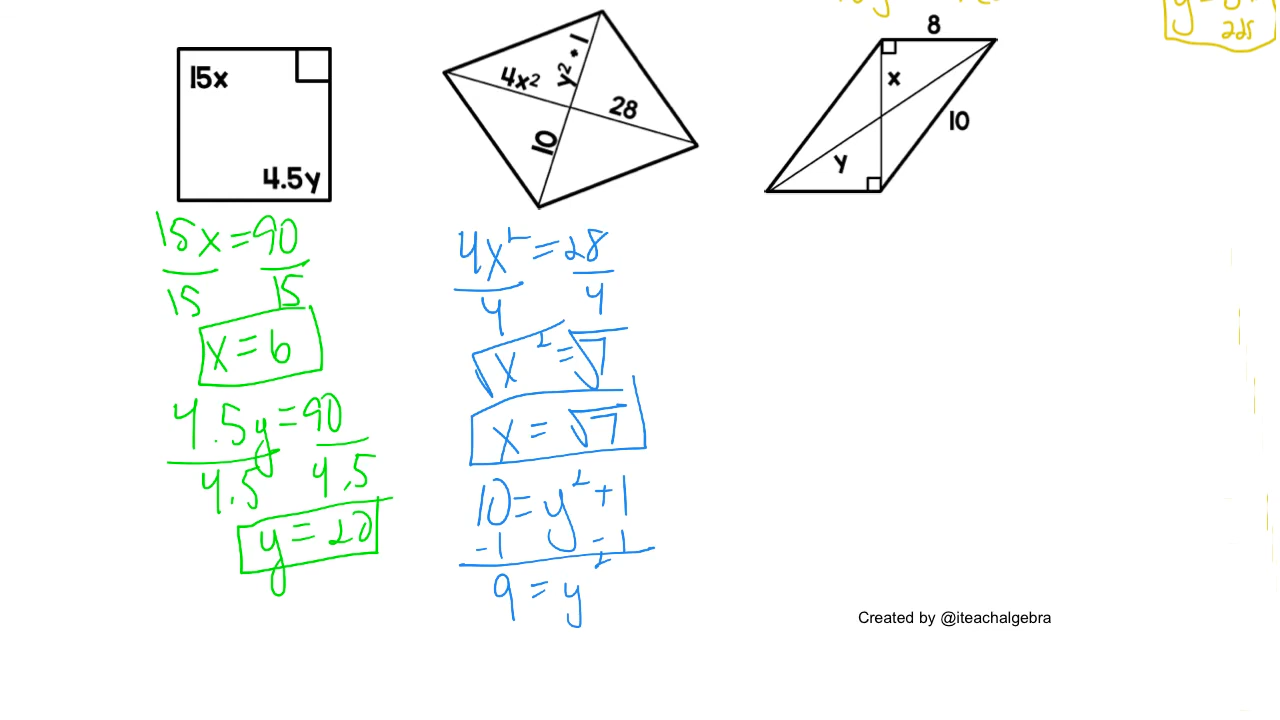 15x
4.5y
15x = 90
15 15
x = 6
4.5y = 90
4.5 4.5
y = 20
4x²
y² + 1
28
10
4x² = 28
4 4
√x² = √7
x = √7
10 = y² + 1
-1 -1
9 = y²
8
x
10
y
y =
225
Created by @iteachalgebra